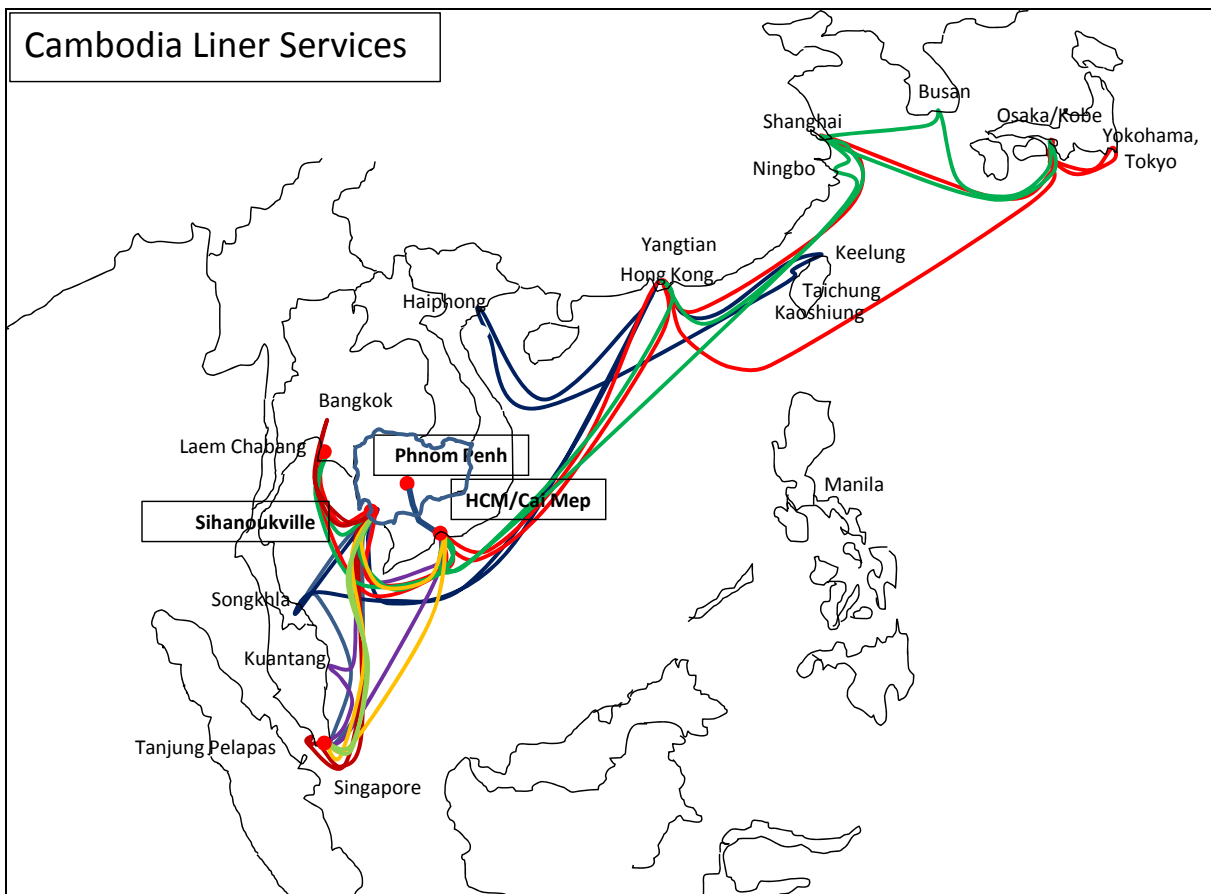 Cambodia Liner Services
Busan
Shanghai
Osaka/Kobe
Yokohama,
Tokyo
Ningbo
Yangtian
Keelung
Hong Kong
Haiphong
Taichung
Kaoshiung
Bangkok
Laem Chabang
Phnom Penh
Manila
HCM/Cai Mep
Sihanoukville
Songkhla
Kuantang
Tanjung Pelapas
Singapore